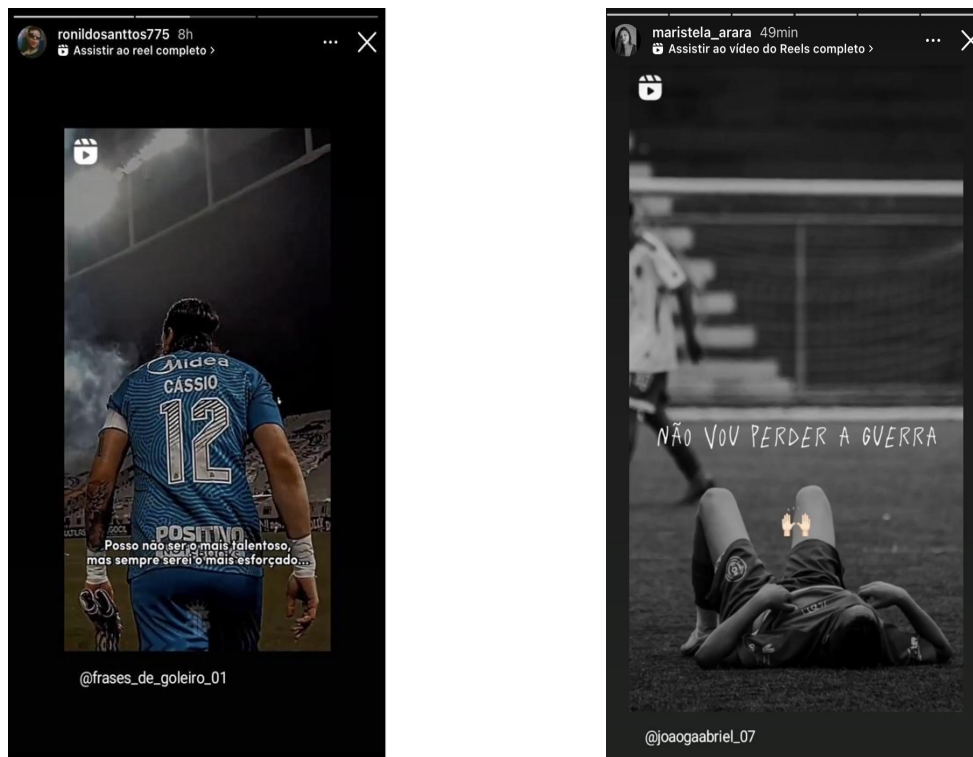 ronildosanttos775 8h
Assistir ao reel completo >
Midea
CÁSSIO
12
POSITIVO
Posso não ser o mais talentoso,
mas sempre serei o mais esforçado...
@frases_de_goleiro_01
maristela_arara 49min
Assistir ao vídeo do Reels completo >
NÃO VOU PERDER A GUERRA
@joaogaabriel_07